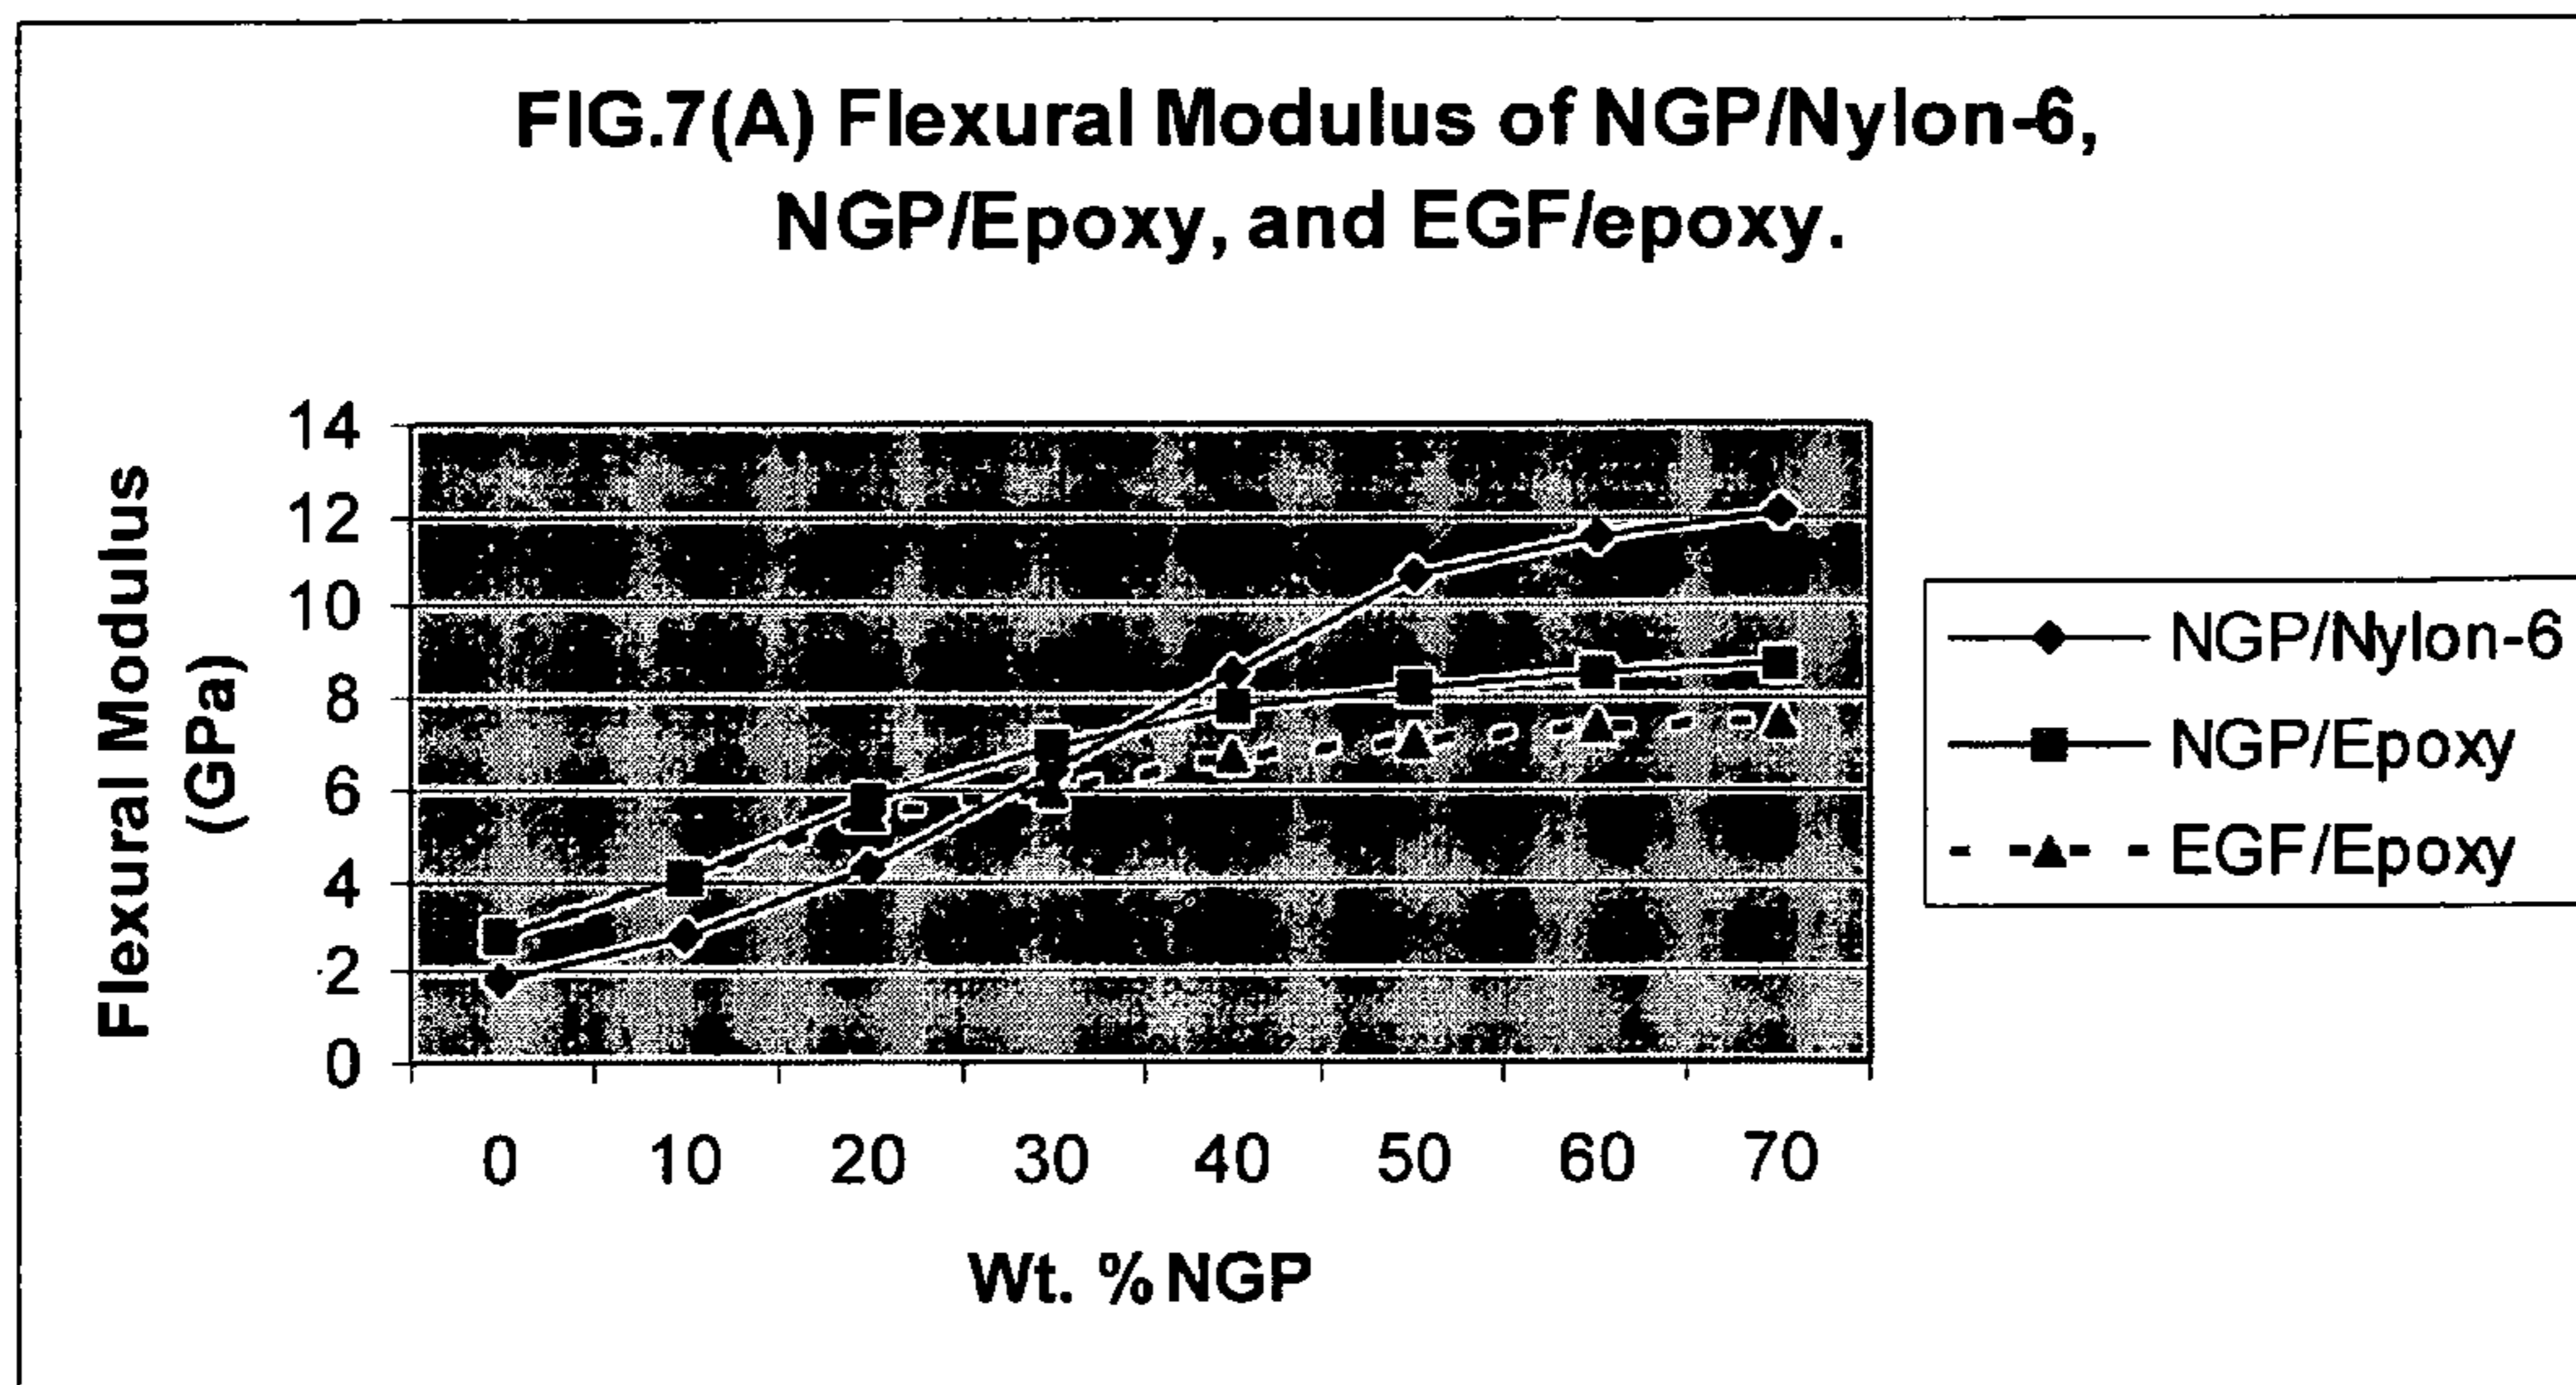 FIG.7(A) Flexural Modulus of NGP/Nylon-6,
NGP/Epoxy, and EGF/epoxy.
Flexural Modulus
(GPa)
14
12
10
8
6
4
2
0
0 10 20 30 40 50 60 70
Wt. % NGP
NGP/Nylon-6
NGP/Epoxy
EGF/Epoxy